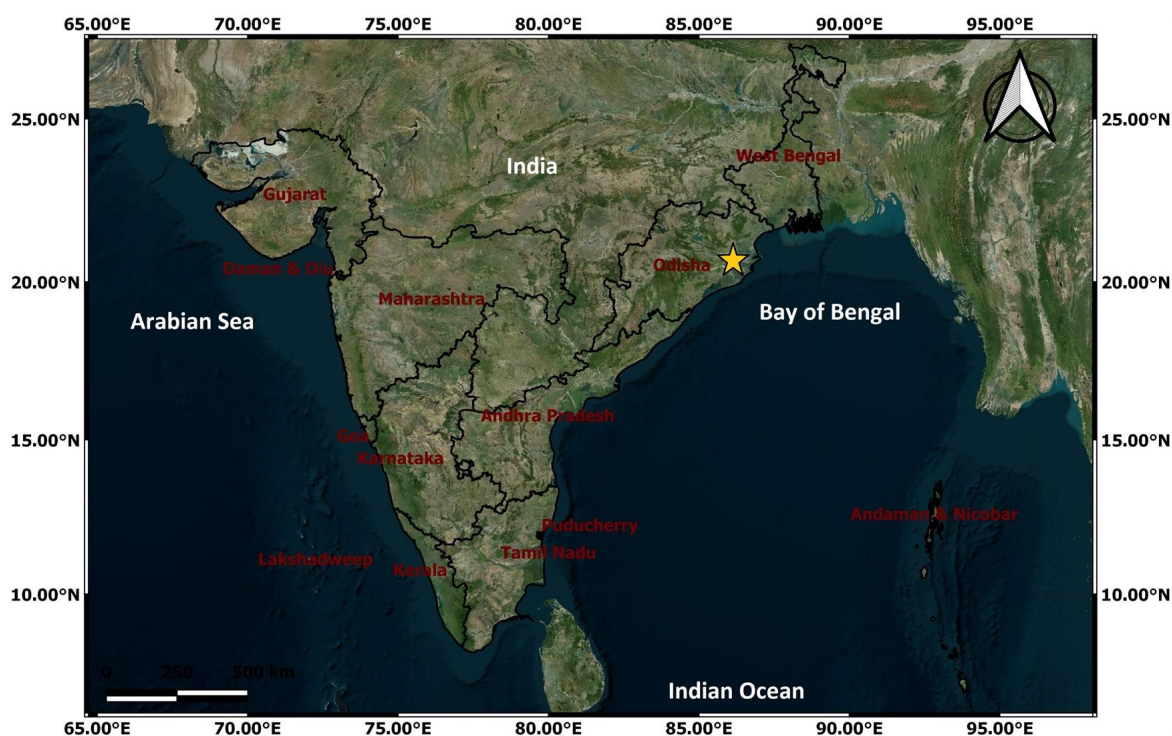 65.00°E 70.00°E 75.00°E 80.00°E 85.00°E 90.00°E 95.00°E
25.00°N 25.00°N
West Bengal
India
Gujarat
Odisha
Daman & Diu
20.00°N 20.00°N
Maharashtra
Bay of Bengal
Arabian Sea
Andhra Pradesh
Goa
15.00°N 15.00°N
Karnataka
Andaman & Nicobar
Puducherry
Tamil Nadu
Lakshadweep
Kerala
10.00°N 10.00°N
0 250 500 km
Indian Ocean
65.00°E 70.00°E 75.00°E 80.00°E 85.00°E 90.00°E 95.00°E